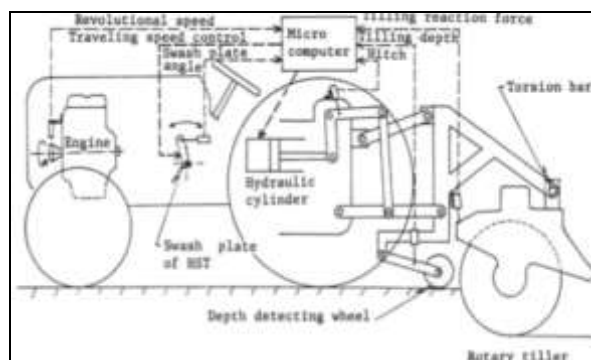 Revolutional speed
Traveling speed control
Swash plate
angle
Micro
computer
Tilling reaction force
Tilling depth
Hitch
Torsion bar
Engine
Hydraulic
cylinder
Swash plate
of HST
Depth detecting wheel
Rotary tiller